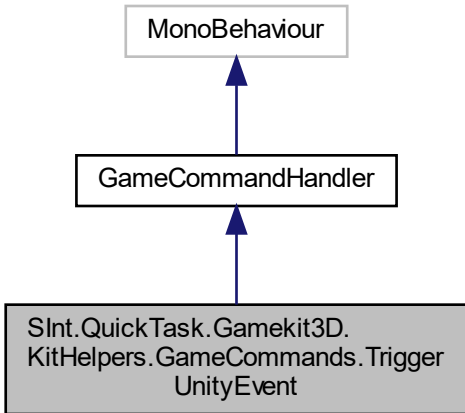 MonoBehaviour
GameCommandHandler
SInt.QuickTask.Gamekit3D.
KitHelpers.GameCommands.Trigger
UnityEvent